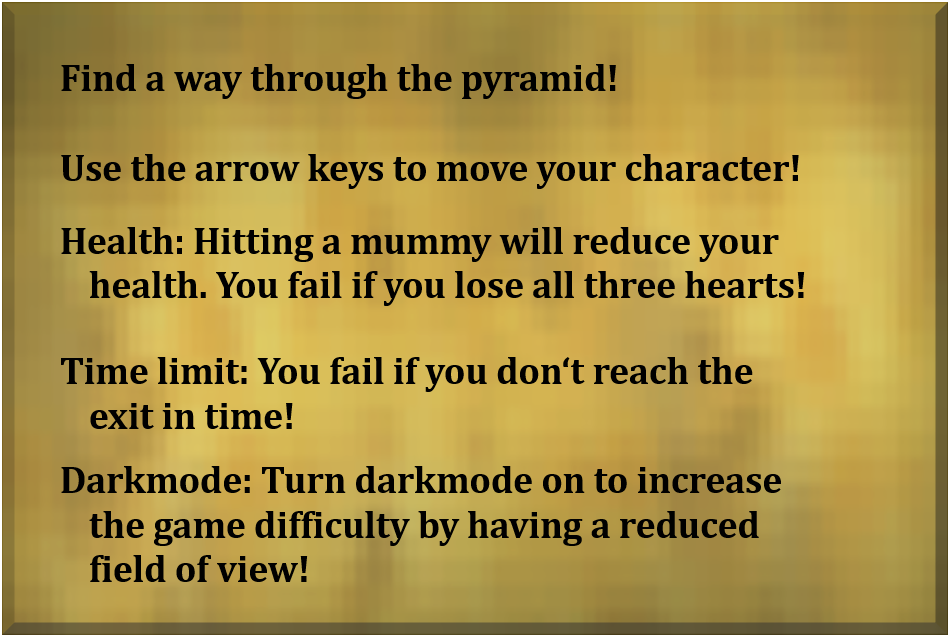 Find a way through the pyramid!
Use the arrow keys to move your character!
Health: Hitting a mummy will reduce your
health. You fail if you lose all three hearts!
Time limit: You fail if you don‘t reach the
exit in time!
Darkmode: Turn darkmode on to increase
the game difficulty by having a reduced
field of view!